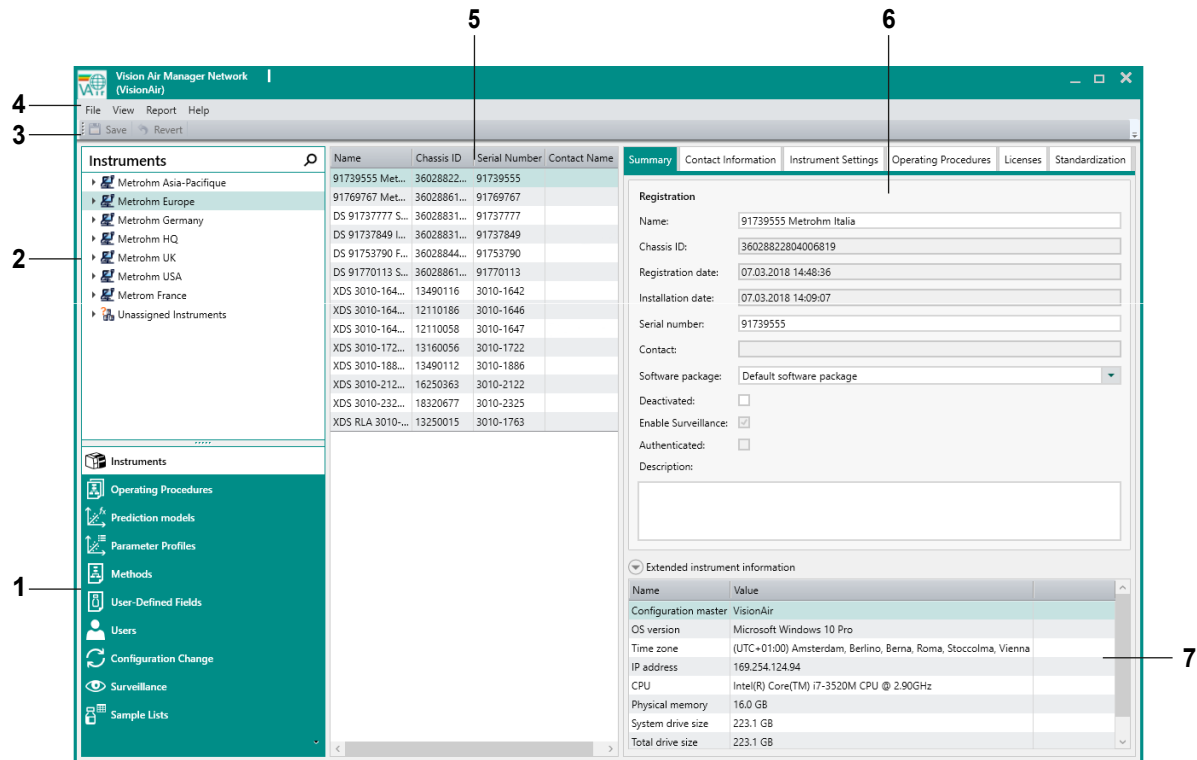 5
6
Vision Air Manager Network
(VisionAir)
VAir
4
File View Report Help
3
Save Revert
Instruments
Metrohm Asia-Pacifique
Metrohm Europe
Metrohm Germany
Metrohm HQ
2
Metrohm UK
Metrohm USA
Metrom France
Unassigned Instruments
Instruments
Operating Procedures
Prediction models
Parameter Profiles
1
Methods
User-Defined Fields
Users
Configuration Change
Surveillance
Sample Lists
Name Chassis ID Serial Number Contact Name
91739555 Met... 36028822... 91739555
91769767 Met... 36028861... 91769767
DS 91737777 S... 36028831... 91737777
DS 91737849 I... 36028831... 91737849
DS 91753790 F... 36028844... 91753790
DS 91770113 S... 36028861... 91770113
XDS 3010-164... 13490116 3010-1642
XDS 3010-164... 12110186 3010-1646
XDS 3010-164... 12110058 3010-1647
XDS 3010-172... 13160056 3010-1722
XDS 3010-188... 13490112 3010-1886
XDS 3010-212... 16250363 3010-2122
XDS 3010-232... 18320677 3010-2325
XDS RLA 3010-... 13250015 3010-1763
Summary Contact Information Instrument Settings Operating Procedures Licenses Standardization
Registration
Name: 91739555 Metrohm Italia
Chassis ID: 36028822804006819
Registration date: 07.03.2018 14:48:36
Installation date: 07.03.2018 14:09:07
Serial number: 91739555
Contact:
Software package: Default software package
Deactivated:
Enable Surveillance:
Authenticated:
Description:
Extended instrument information
Name Value
Configuration master VisionAir
OS version Microsoft Windows 10 Pro
Time zone (UTC+01:00) Amsterdam, Berlino, Berna, Roma, Stoccolma, Vienna
7
IP address 169.254.124.94
CPU Intel(R) Core(TM) i7-3520M CPU @ 2.90GHz
Physical memory 16.0 GB
System drive size 223.1 GB
Total drive size 223.1 GB